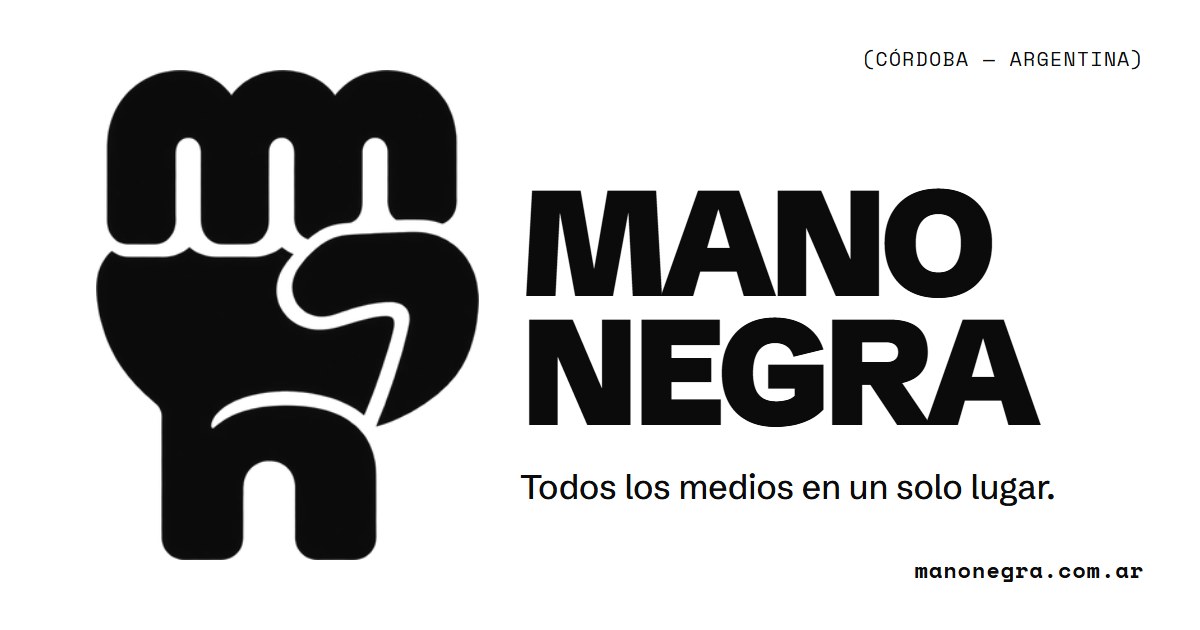 (CÓRDOBA — ARGENTINA)
MANO
NEGRA
Todos los medios en un solo lugar.
manonegra.com.ar